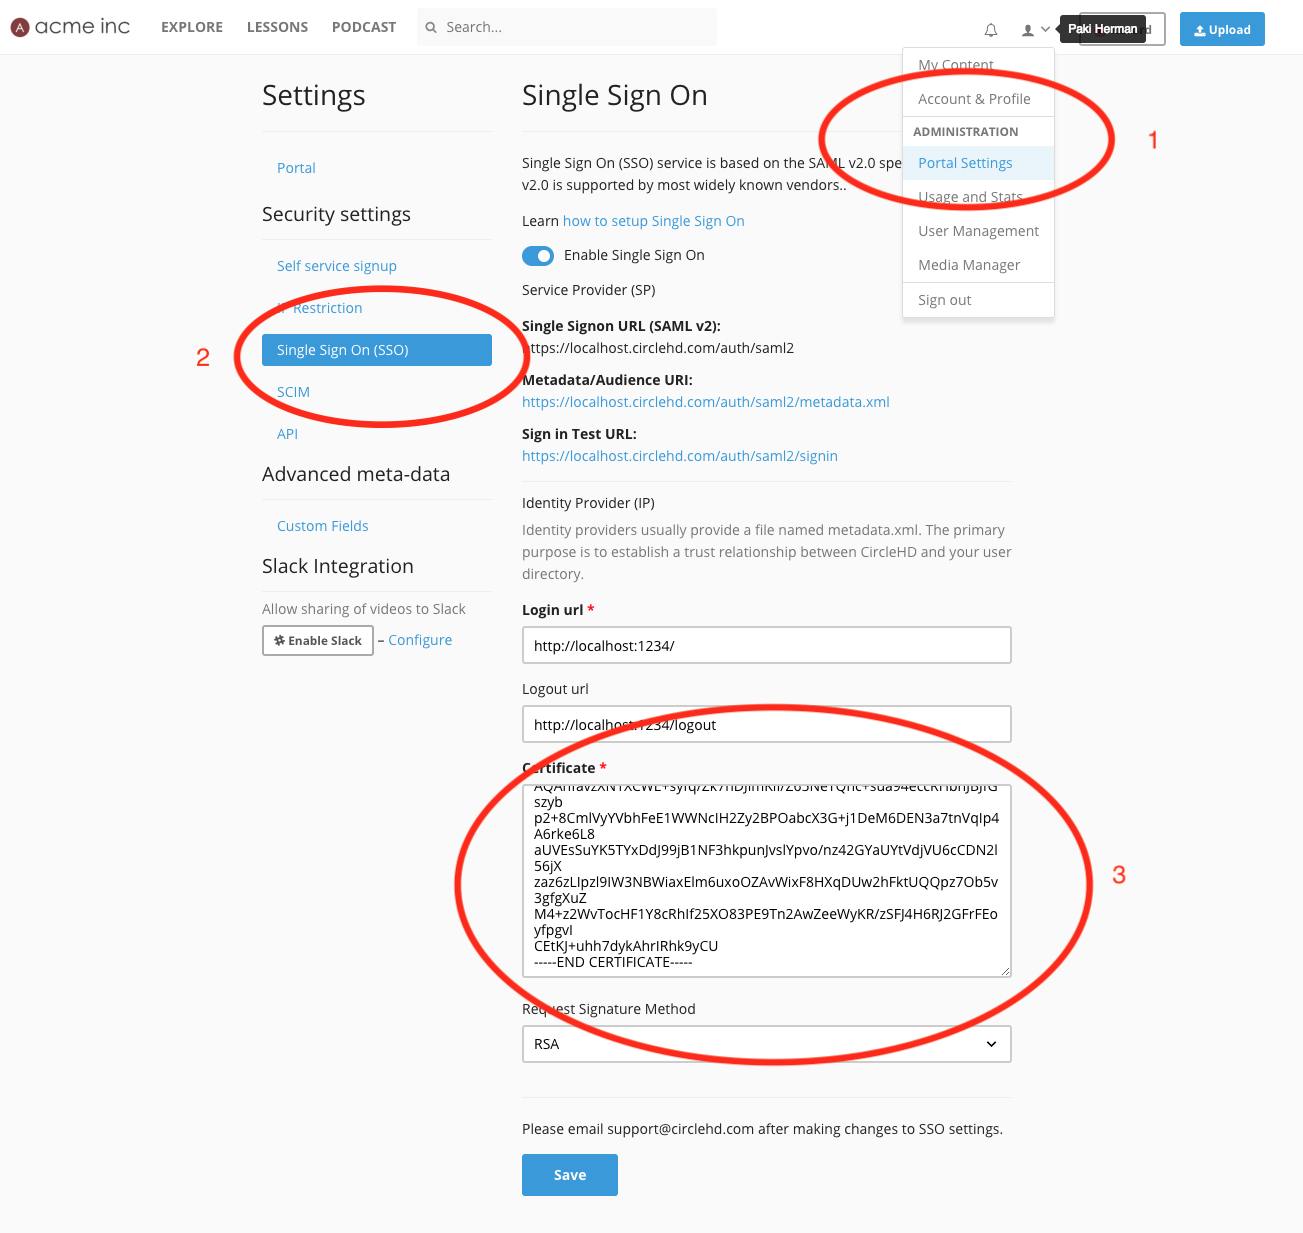 A acme inc EXPLORE LESSONS PODCAST Search... Paki Herman Upload
My Content
Account & Profile
ADMINISTRATION
Portal Settings
Usage and Stats
User Management
Media Manager
Sign out
1
Settings
Portal
Security settings
Self service signup
IP Restriction
Single Sign On (SSO)
2
SCIM
API
Advanced meta-data
Custom Fields
Slack Integration
Allow sharing of videos to Slack
Enable Slack – Configure
Single Sign On
Single Sign On (SSO) service is based on the SAML v2.0
v2.0 is supported by most widely known vendors..
Learn how to setup Single Sign On
Enable Single Sign On
Service Provider (SP)
Single Signon URL (SAML v2):
https://localhost.circlehd.com/auth/saml2
Metadata/Audience URI:
https://localhost.circlehd.com/auth/saml2/metadata.xml
Sign in Test URL:
https://localhost.circlehd.com/auth/saml2/signin
Identity Provider (IP)
Identity providers usually provide a file named metadata.xml. The primary
purpose is to establish a trust relationship between CircleHD and your user
directory.
Login url *
http://localhost:1234/
Logout url
http://localhost:1234/logout
Certificate *
szyb
p2+8CmlVyYVbhFeE1WWNcIH2Zy2BPOabcX3G+j1DeM6DEN3a7tnVqIp4
A6rke6L8
aUVEsSuYK5TYxDdJ99jB1NF3hkpunJvslYpvo/nz42GYaUYtVdjVU6cCDN2l
56jX
zaz6zLIpzl9IW3NBWiaxElm6uxoOZAvWixF8HXqDUw2hFktUQQpz7Ob5v
3gfgXuZ
M4+z2WvTocHF1Y8cRhIf25XO83PE9Tn2AwZeeWyKR/zSFJ4H6RJ2GFrFEo
yfpgvI
CEtKJ+uhh7dykAhrIRhk9yCU
-----END CERTIFICATE-----
3
Request Signature Method
RSA
Please email support@circlehd.com after making changes to SSO settings.
Save